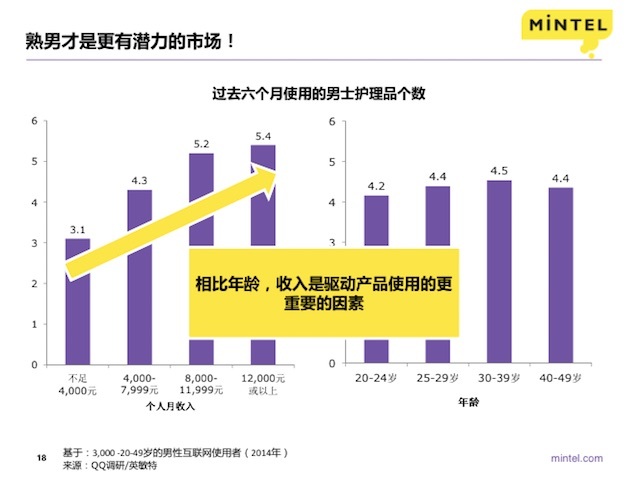 熟男才是更有潜力的市场！
MiNTEL
过去六个月使用的男士护理品个数
6
5
4
3
2
1
0
3.1
4.3
5.2
5.4
不足
4,000元
4,000-
7,999元
8,000-
11,999元
12,000元
或以上
个人月收入
6
5
4
3
0
4.2
4.4
4.5
4.4
20-24岁
25-29岁
30-39岁
40-49岁
年龄
相比年龄，收入是驱动产品使用的更
重要的因素
18
基于：3,000 -20-49岁的男性互联网使用者（2014年）
来源：QQ调研/英敏特
mintel.com